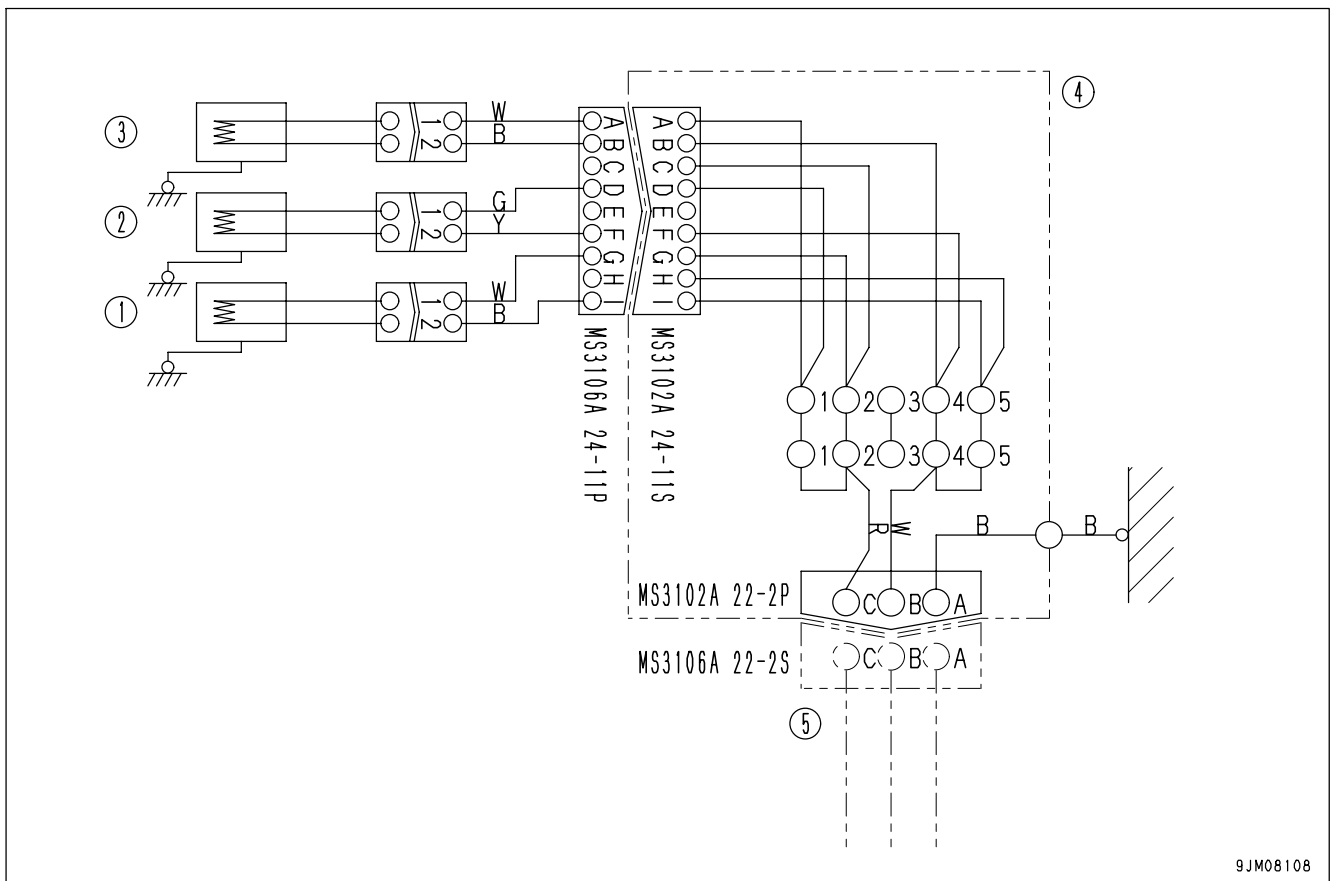 4
3
1 W
2 B
A A
B B
C C
D D
E E
F F
G G
H H
I I
2
1 G
2 Y
1
1 W
2 B
MS3106A 24-11P
MS3102A 24-11S
1 2 3 4 5
1 2 3 4 5
R W
B B
MS3102A 22-2P C B A
MS3106A 22-2S C B A
5
9JM08108